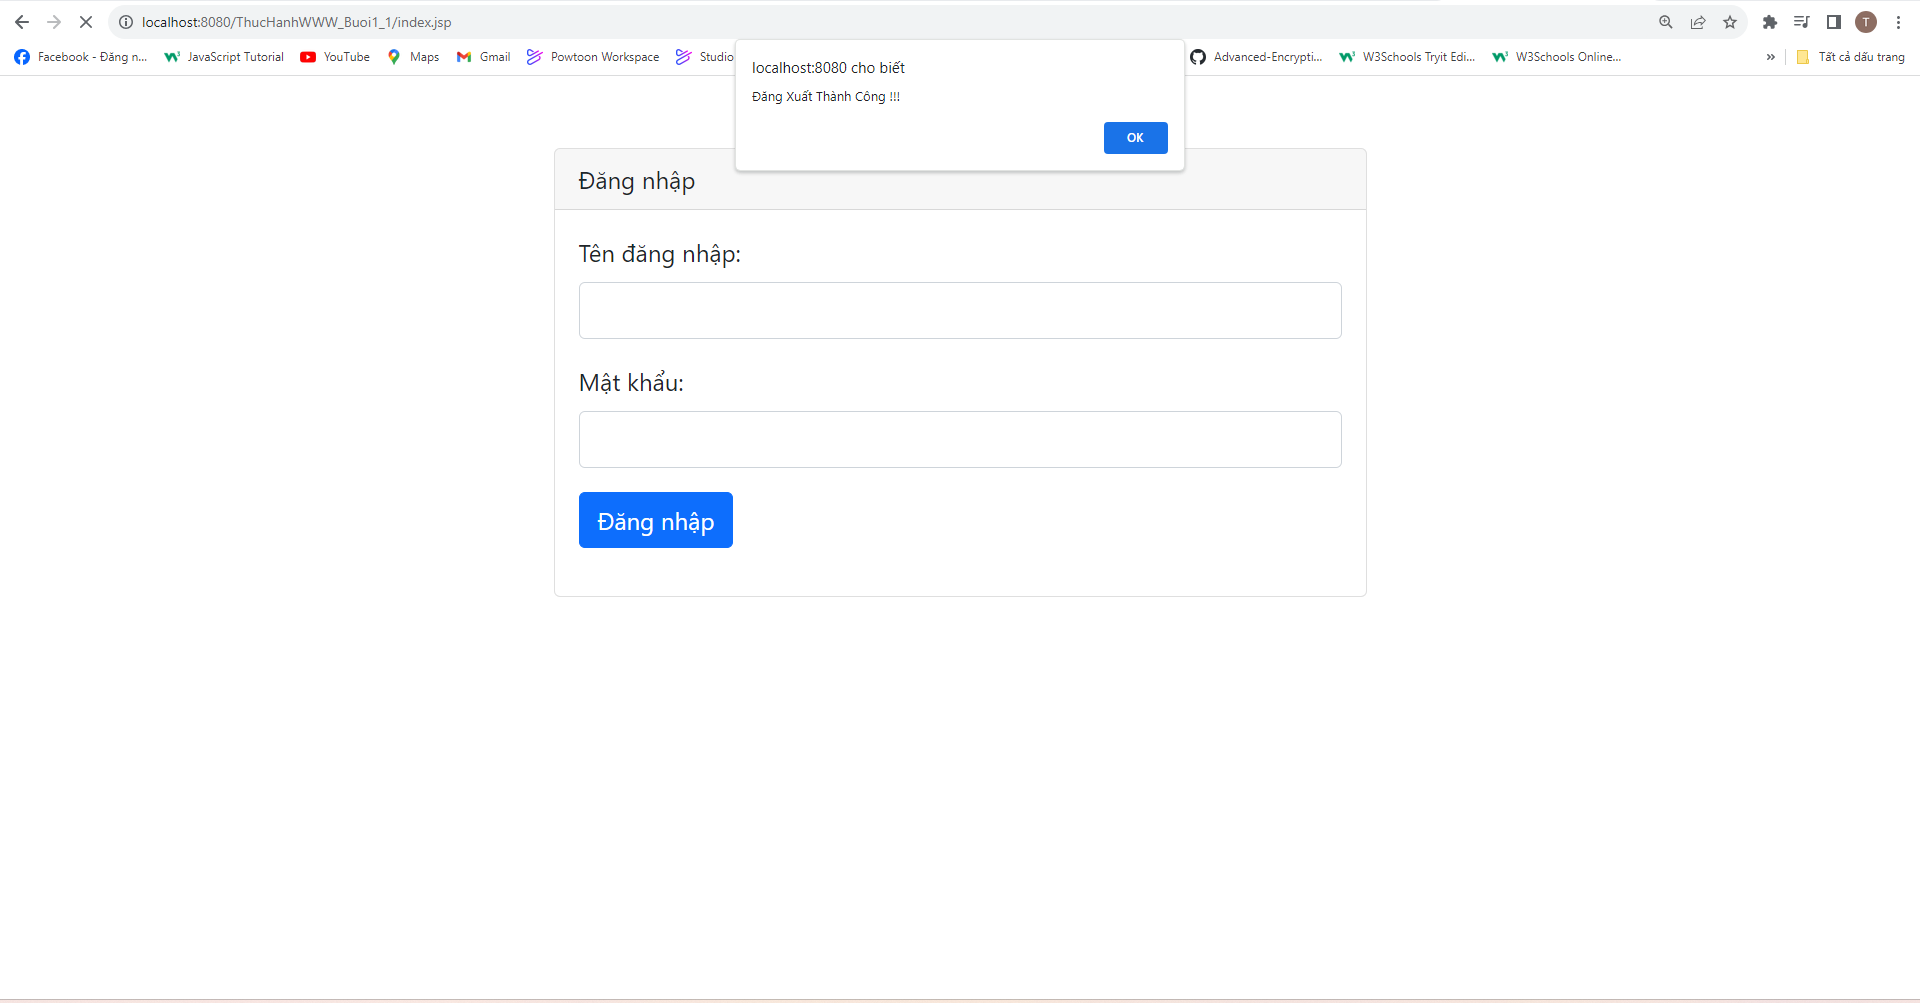 localhost:8080/ThucHanhWWW_Buoi1_1/index.jsp
T
Facebook - Đăng n... JavaScript Tutorial YouTube Maps Gmail Powtoon Workspace Studio Advanced-Encrypti... W3Schools Tryit Edi... W3Schools Online... » Tất cả dấu trang
localhost:8080 cho biết
Đăng Xuất Thành Công !!!
OK
Đăng nhập
Tên đăng nhập:
Mật khẩu:
Đăng nhập